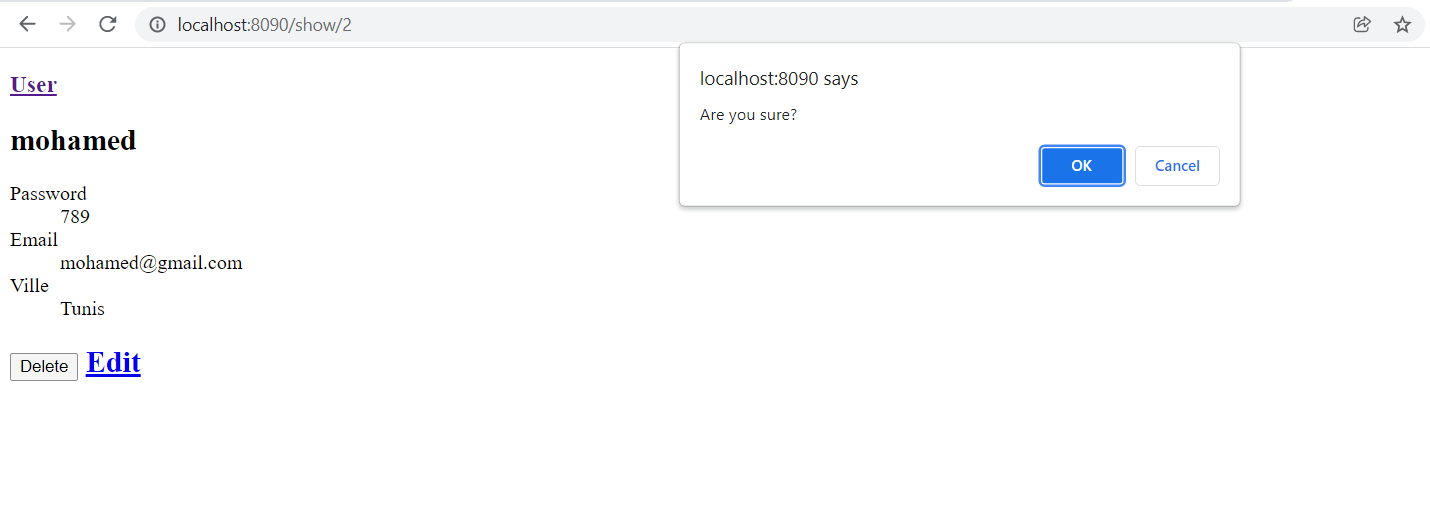 localhost:8090/show/2
localhost:8090 says
Are you sure?
OK Cancel
User
mohamed
Password
789
Email
mohamed@gmail.com
Ville
Tunis
Delete Edit